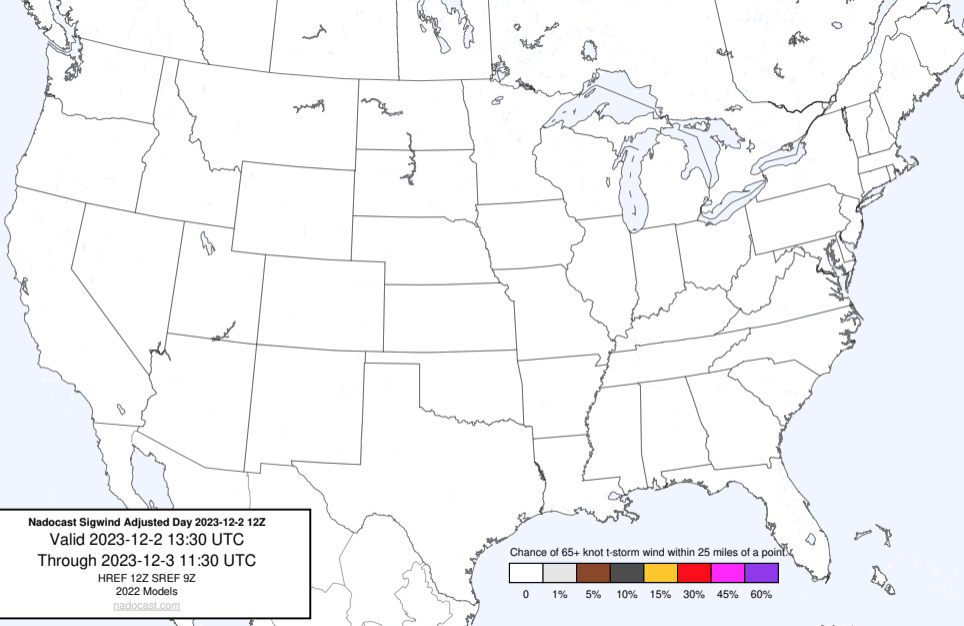 Nadocast Sigwind Adjusted Day 2023-12-2 12Z
Valid 2023-12-2 13:30 UTC
Through 2023-12-3 11:30 UTC
HREF 12Z SREF 9Z
2022 Models
nadocast.com
Chance of 65+ knot t-storm wind within 25 miles of a point.
0 1% 5% 10% 15% 30% 45% 60%